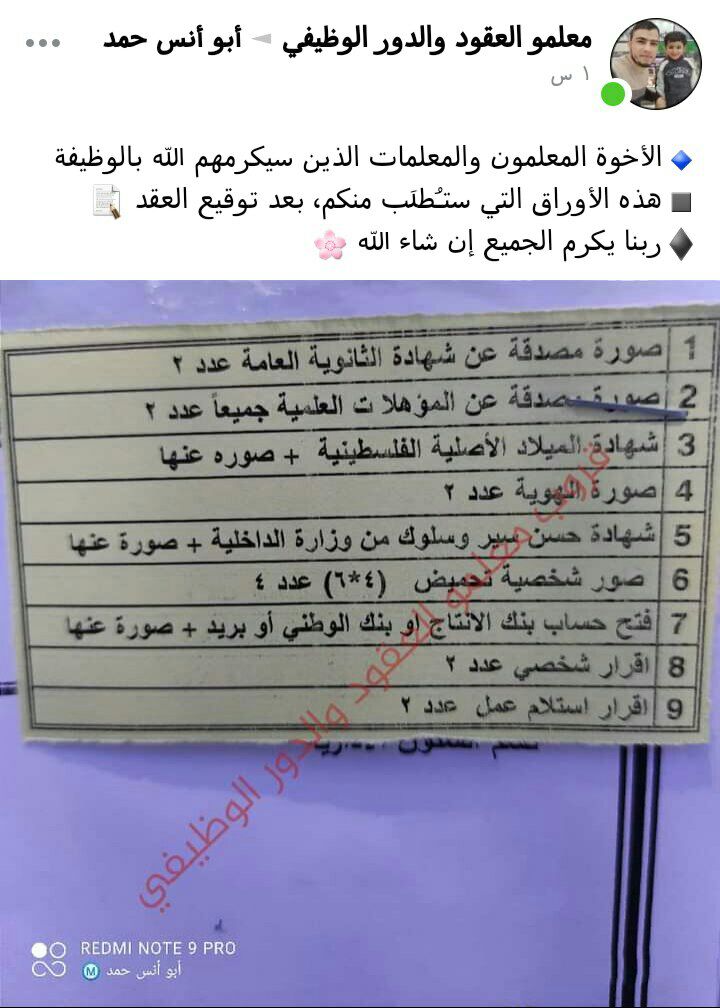 أبو أنس حمد ◄ معلمو العقود والدور الوظيفي
١ س
🔹 الأخوة المعلمون والمعلمات الذين سيكرمهم الله بالوظيفة
◾ هذه الأوراق التي ستُطلَب منكم، بعد توقيع العقد 📝
♦ ربنا يكرم الجميع إن شاء الله 🌸
1 صورة مصدقة عن شهادة الثانوية العامة عدد ٢
2 صورة مصدقة عن المؤهلات العلمية جميعاً عدد ٢
3 شهادة الميلاد الأصلية الفلسطينية + صوره عنها
4 صورة الهوية عدد ٢
5 شهادة حسن سير وسلوك من وزارة الداخلية + صورة عنها
6 صور شخصية تحميض (٤*٦) عدد ٤
7 فتح حساب بنك الانتاج او بنك الوطني أو بريد + صورة عنها
8 اقرار شخصي عدد ٢
9 اقرار استلام عمل عدد ٢
قروب معلمو العقود والدور الوظيفي
REDMI NOTE 9 PRO
أبو أنس حمد